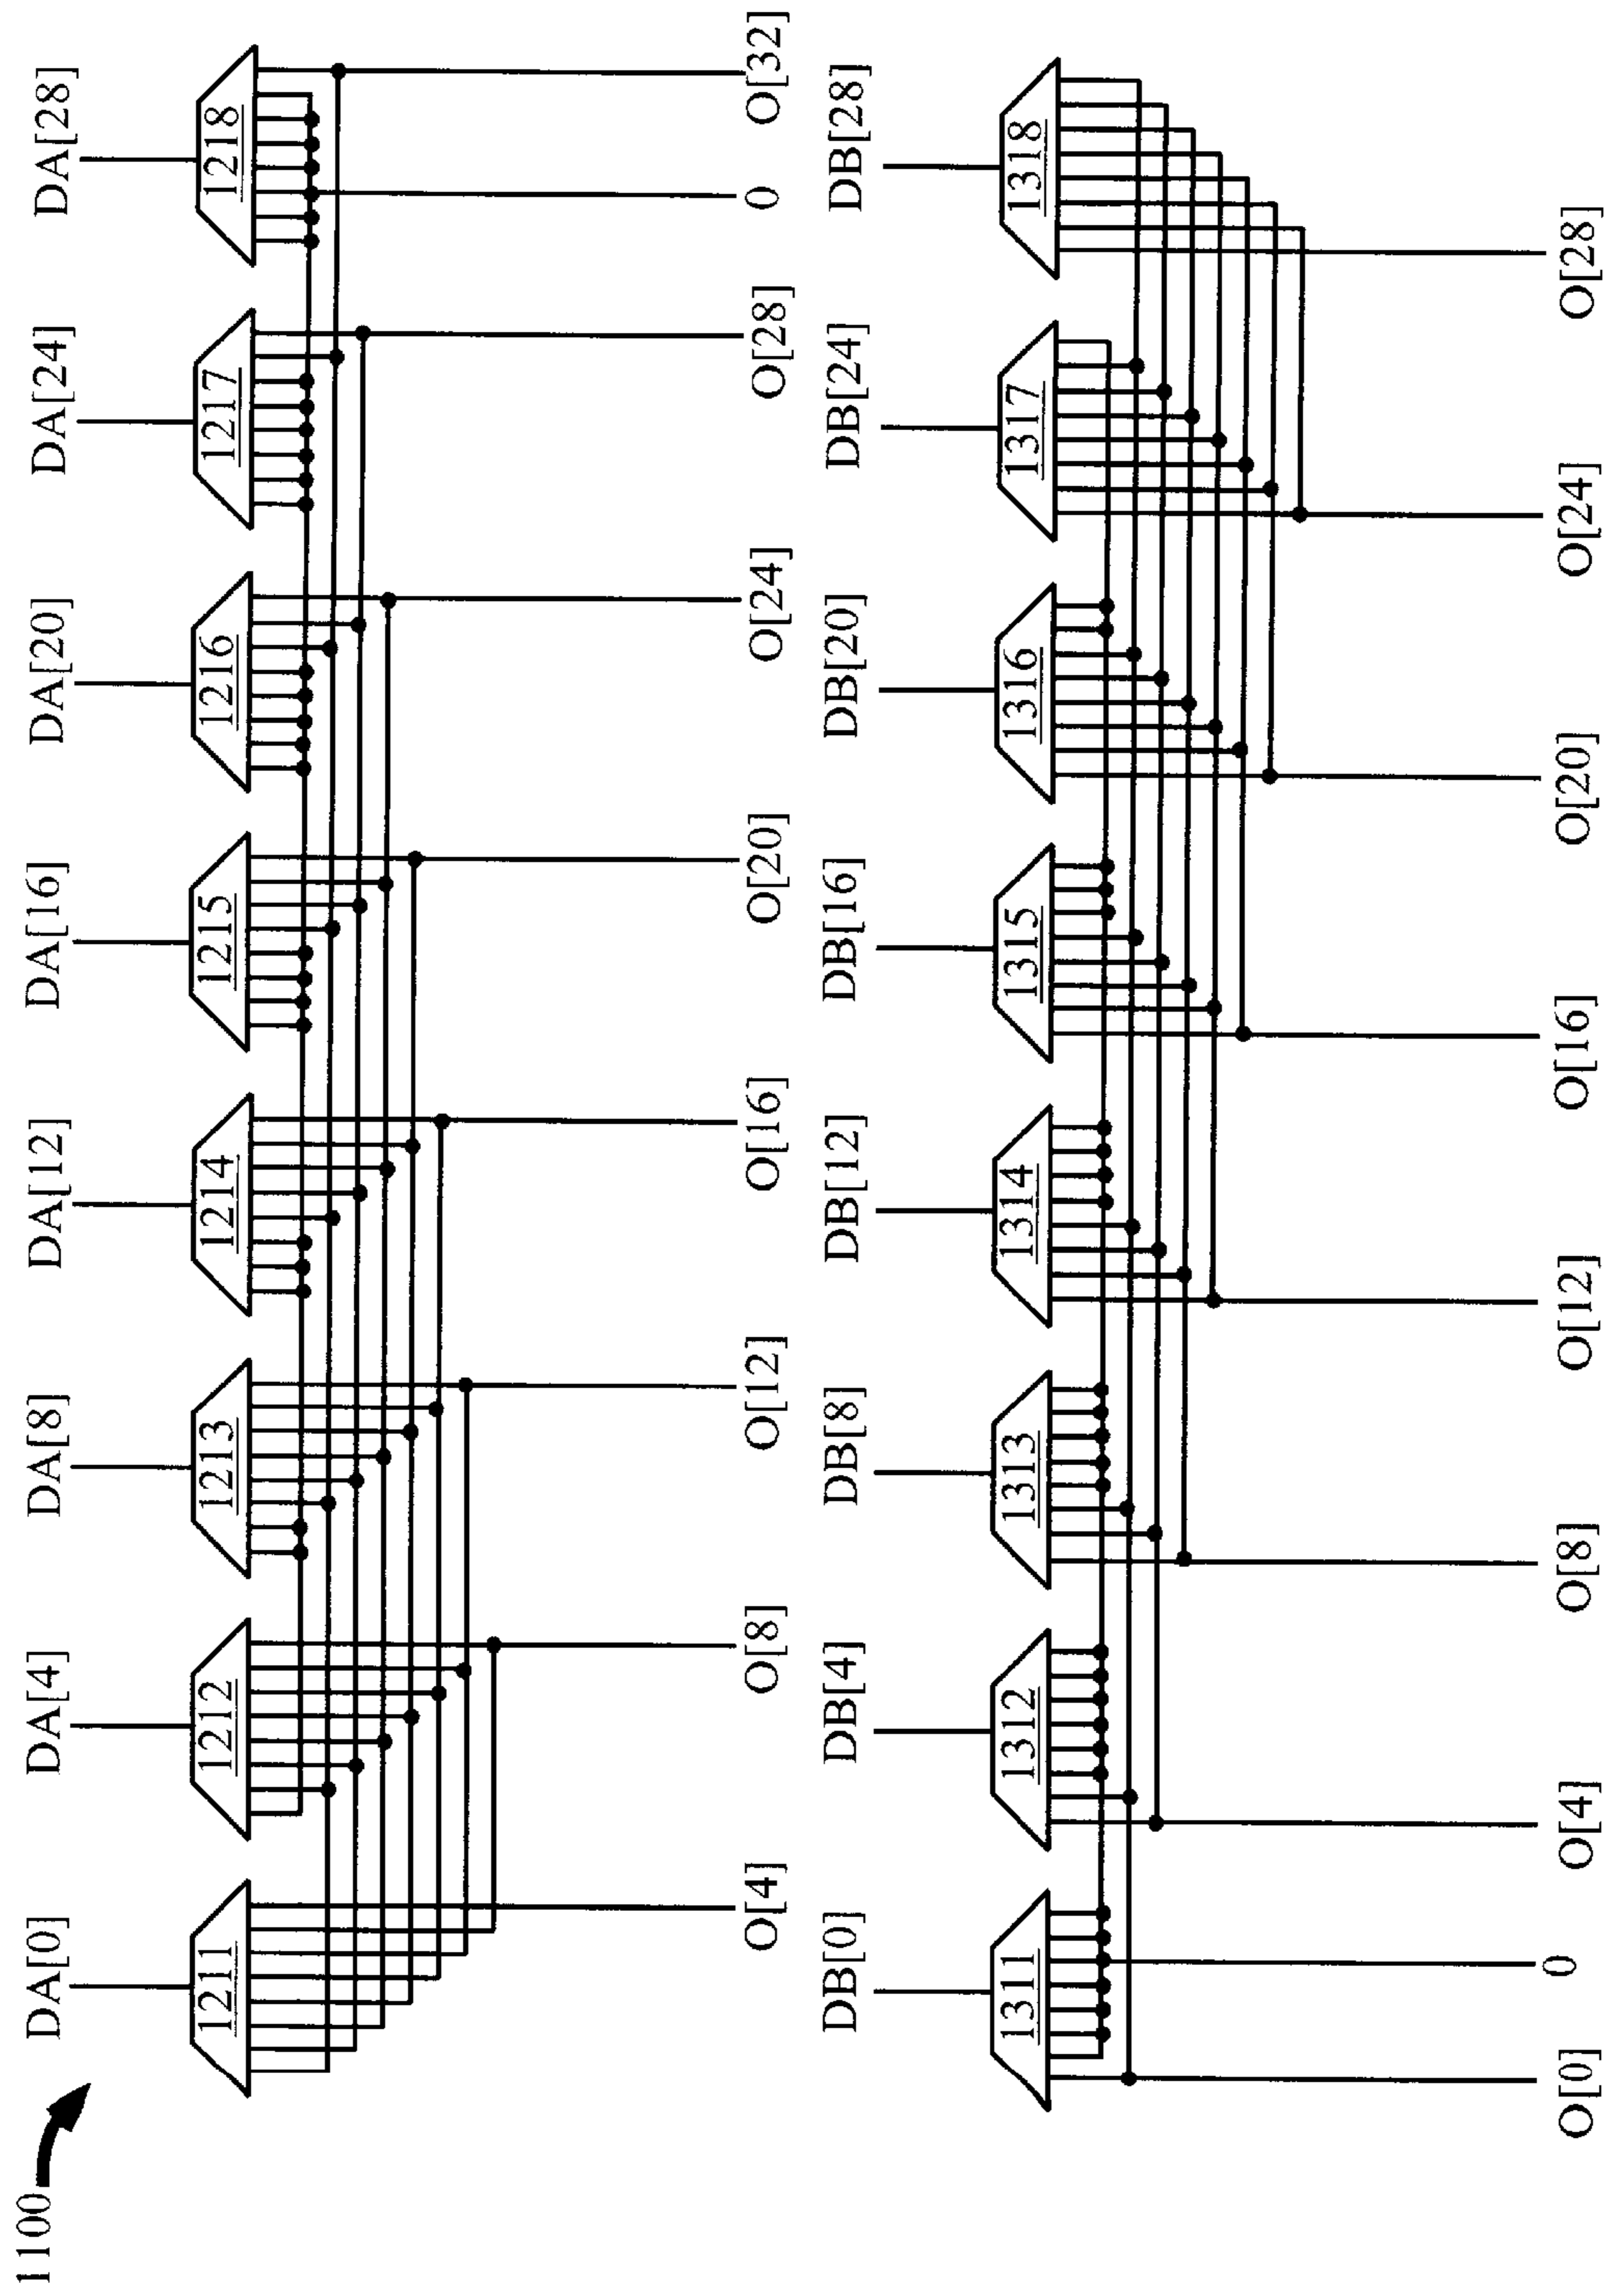 1100
DA[0] DA[4] DA[8] DA[12] DA[16] DA[20] DA[24] DA[28]
1211 1212 1213 1214 1215 1216 1217 1218
O[4] O[8] O[12] O[16] O[20] O[24] O[28] 0 O[32]
DB[0] DB[4] DB[8] DB[12] DB[16] DB[20] DB[24] DB[28]
1311 1312 1313 1314 1315 1316 1317 1318
O[0] 0 O[4] O[8] O[12] O[16] O[20] O[24] O[28]